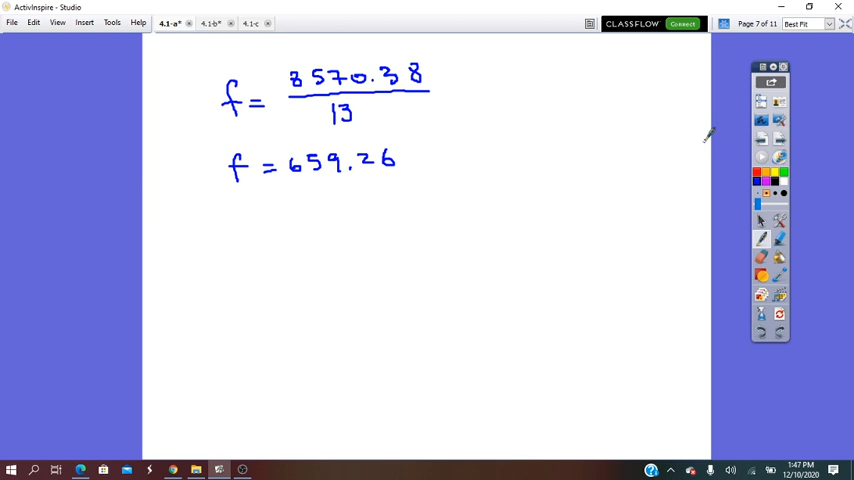 ActivInspire - Studio
File Edit View Insert Tools Help
4.1-a* 4.1-b* 4.1-c
CLASSFLOW Connect
Page 7 of 11
Best Fit
f = 8570.38
13
f = 659.26
1:47 PM
12/10/2020